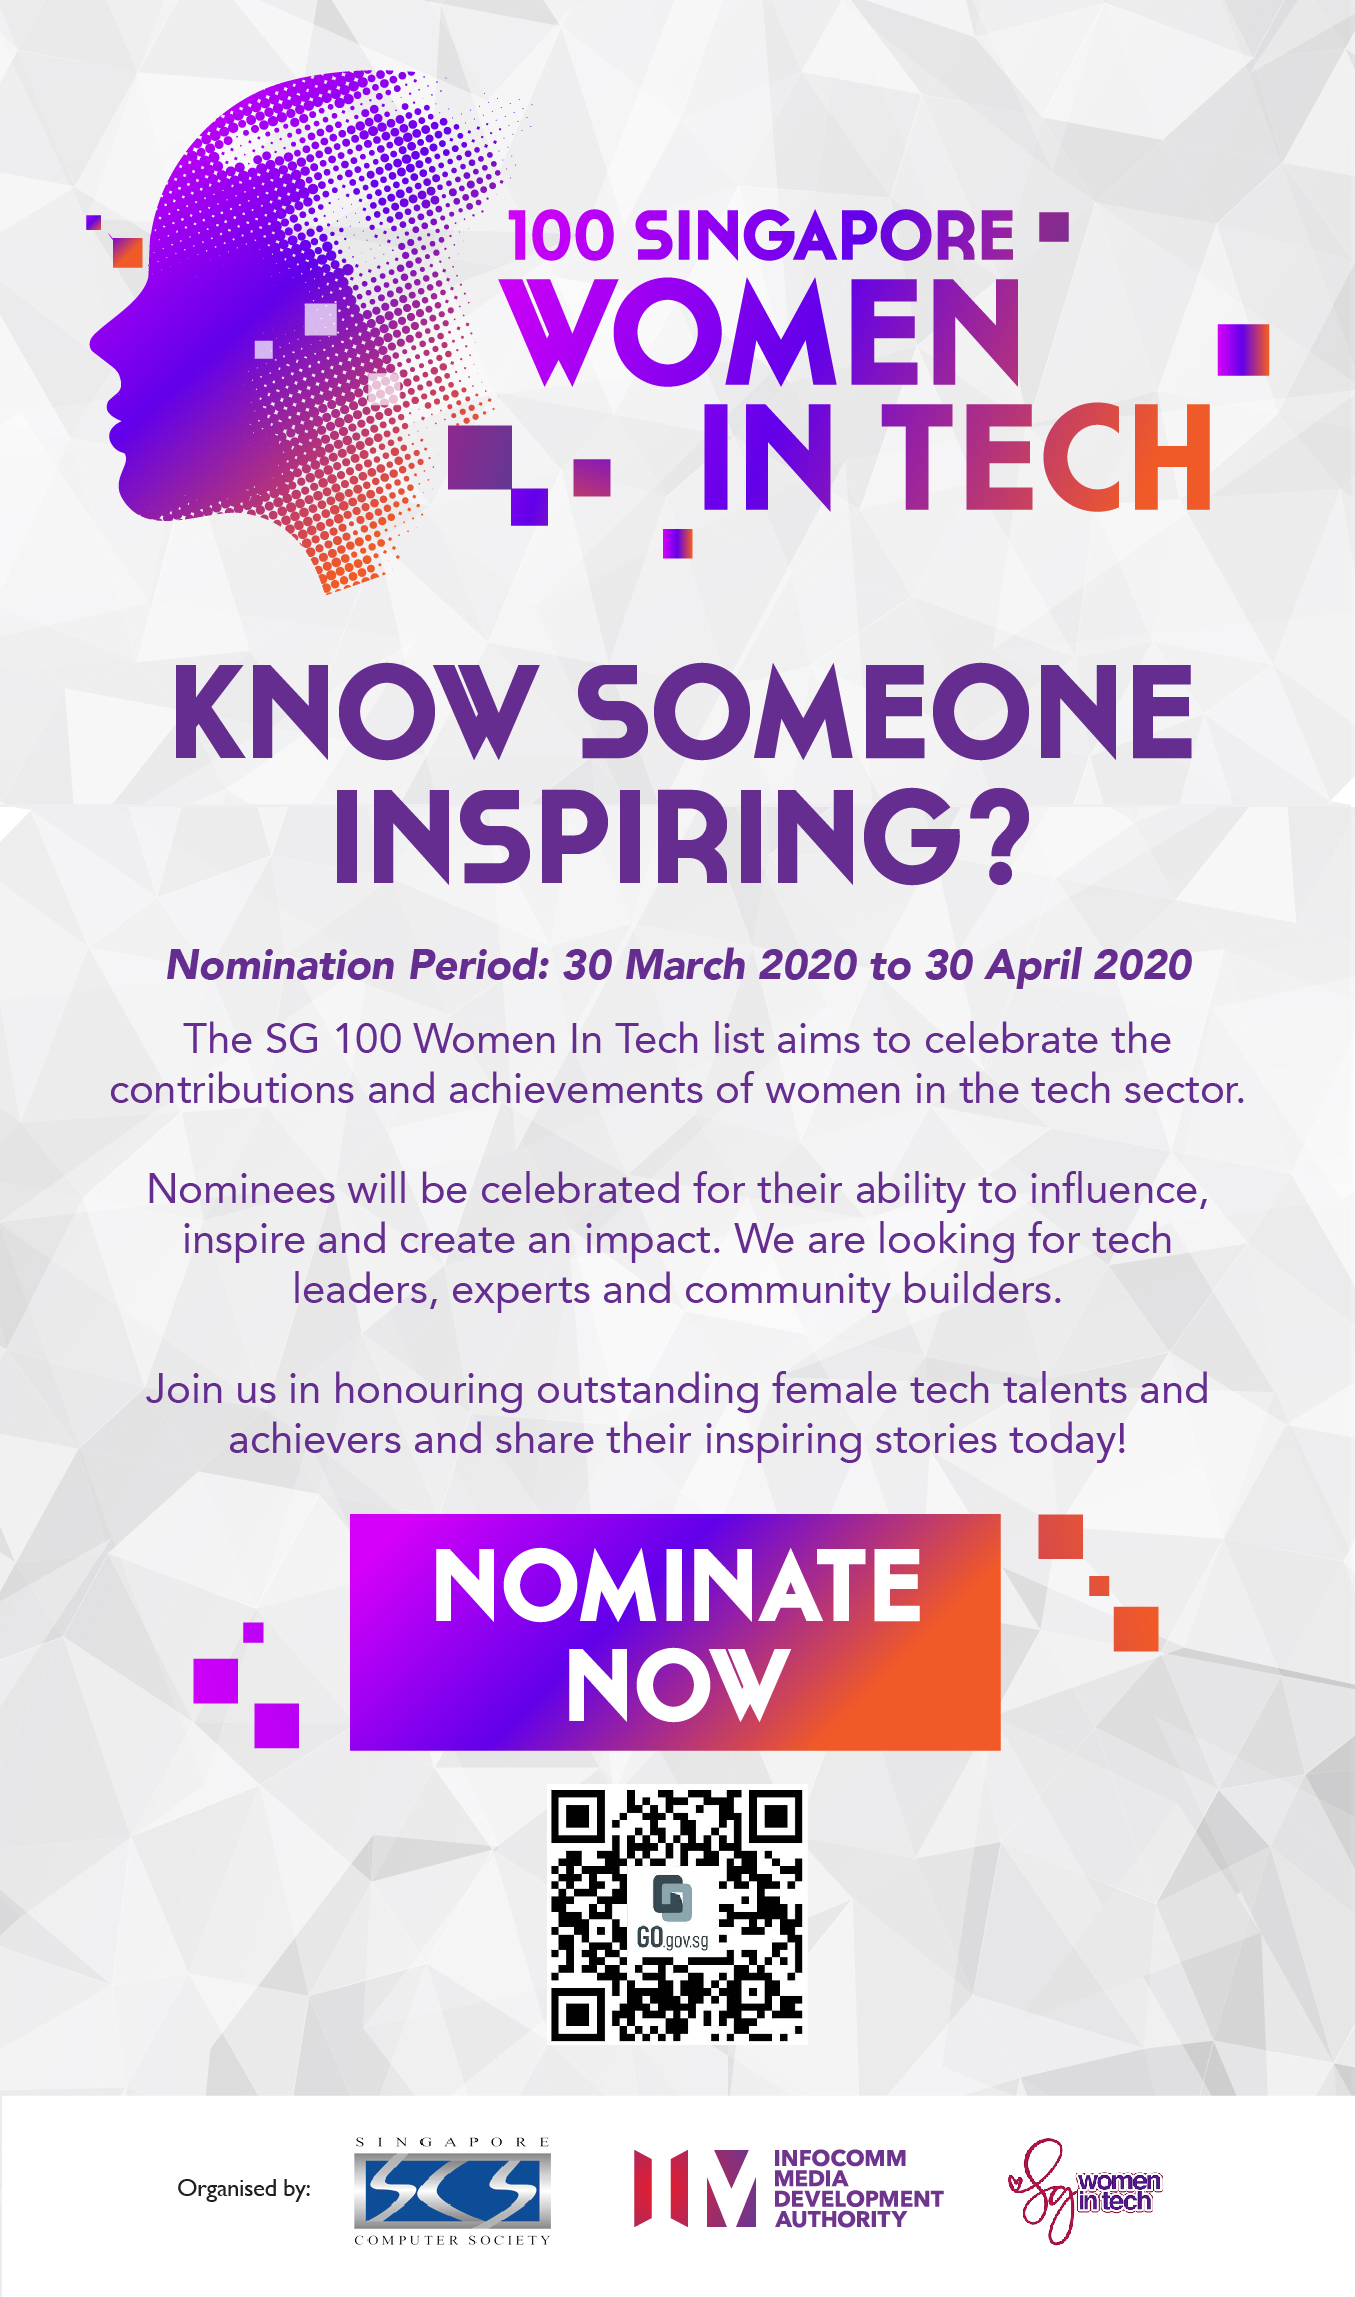 100 SINGAPORE
WOMEN
IN TECH
KNOW SOMEONE
INSPIRING?
Nomination Period: 30 March 2020 to 30 April 2020
The SG 100 Women In Tech list aims to celebrate the
contributions and achievements of women in the tech sector.
Nominees will be celebrated for their ability to influence,
inspire and create an impact. We are looking for tech
leaders, experts and community builders.
Join us in honouring outstanding female tech talents and
achievers and share their inspiring stories today!
NOMINATE
NOW
GO.gov.sg
Organised by:
SINGAPORE
SCS
COMPUTER SOCIETY
INFOCOMM
MEDIA
DEVELOPMENT
AUTHORITY
Sg women
in tech